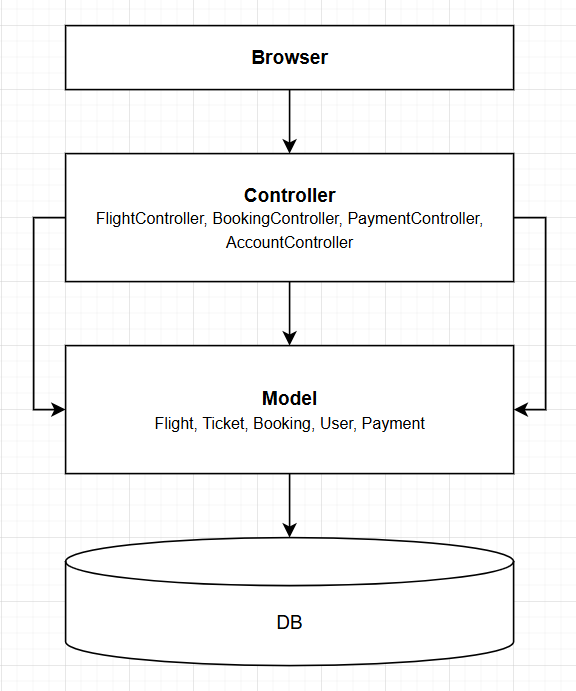 Browser
Controller
FlightController, BookingController, PaymentController,
AccountController
Model
Flight, Ticket, Booking, User, Payment
DB